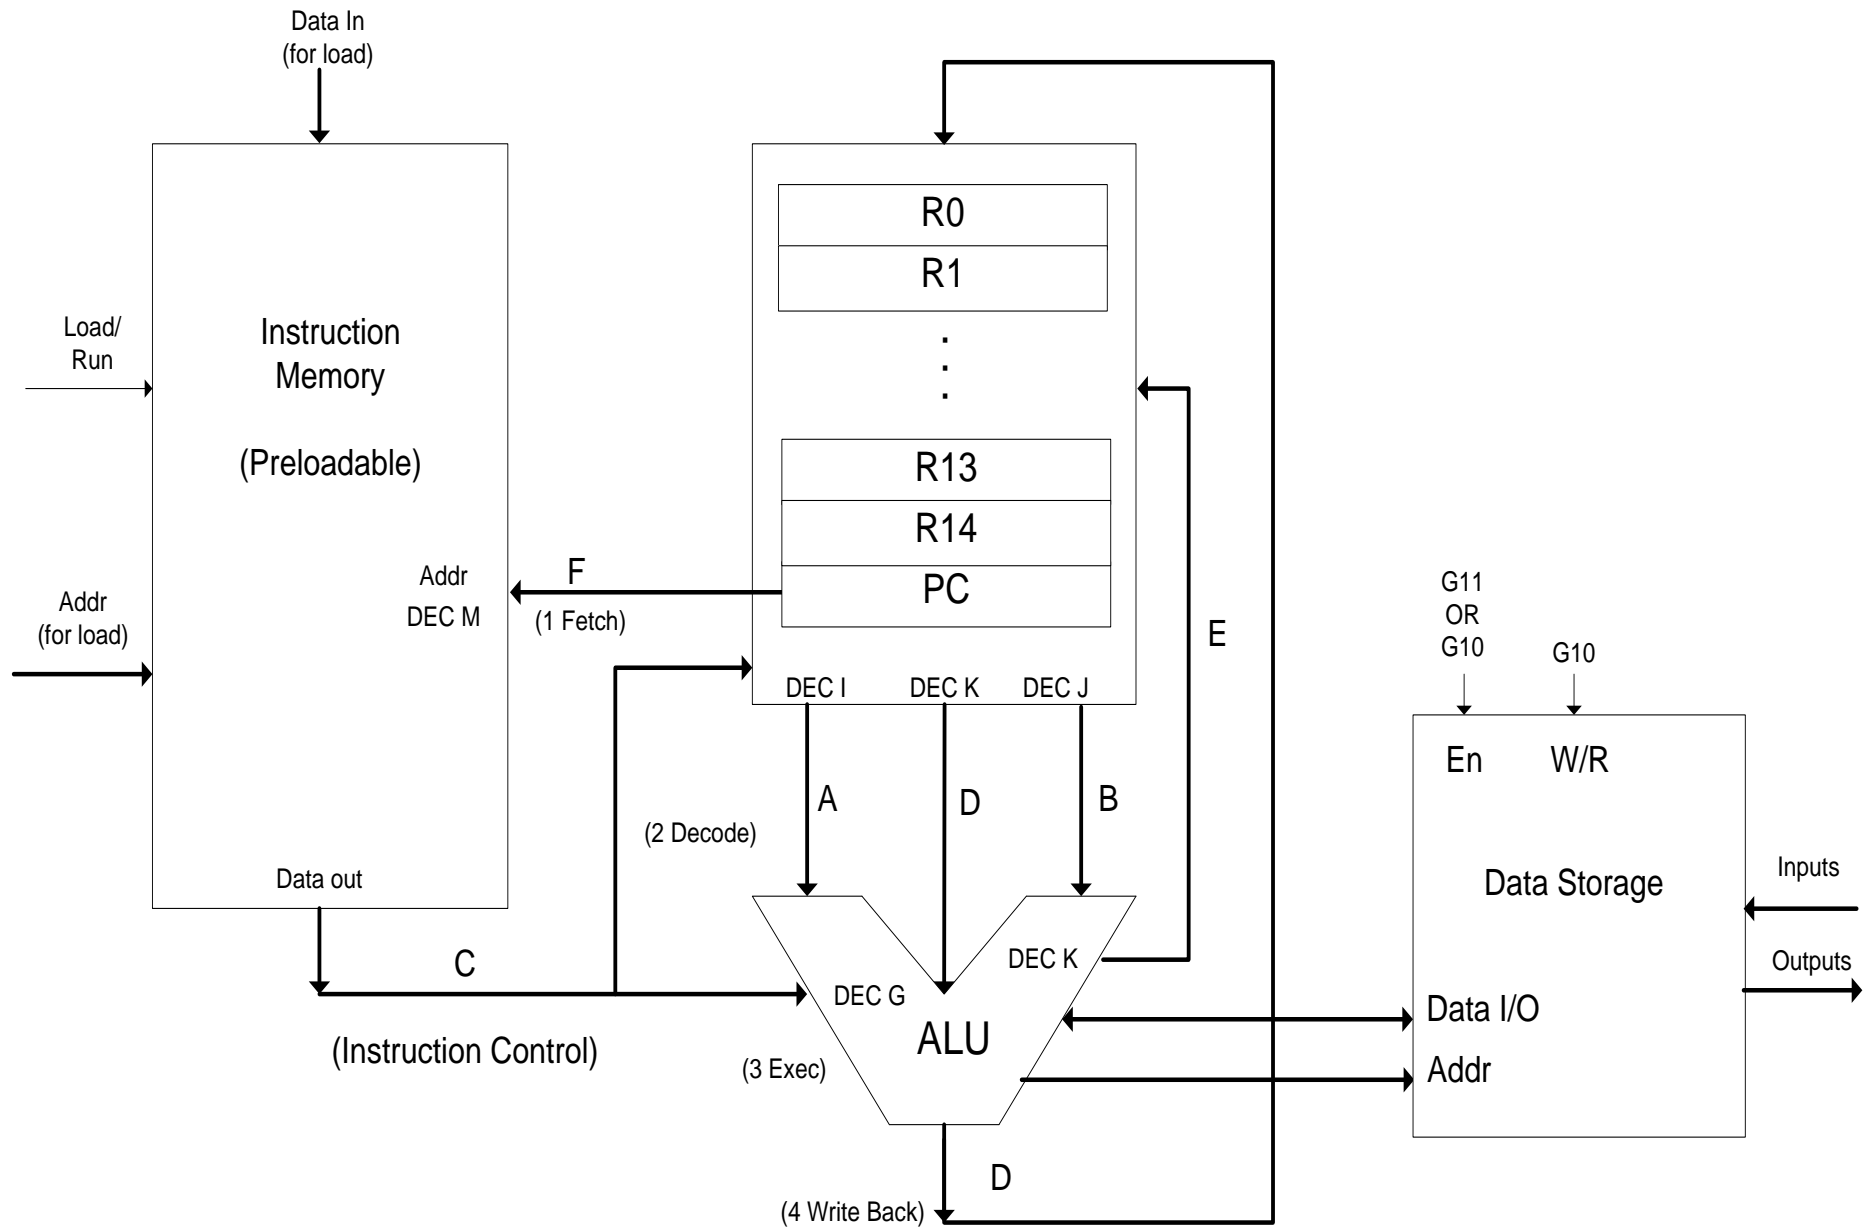 Data In
(for load)
Load/
Run
Instruction
Memory
(Preloadable)
Addr
(for load)
Addr
DEC M
Data out
F
(1 Fetch)
R0
R1
.
.
.
R13
R14
PC
DEC I
DEC K
DEC J
E
A
D
B
(2 Decode)
C
(Instruction Control)
DEC G
DEC K
ALU
(3 Exec)
D
(4 Write Back)
G11
OR
G10
G10
En
W/R
Data Storage
Inputs
Outputs
Data I/O
Addr